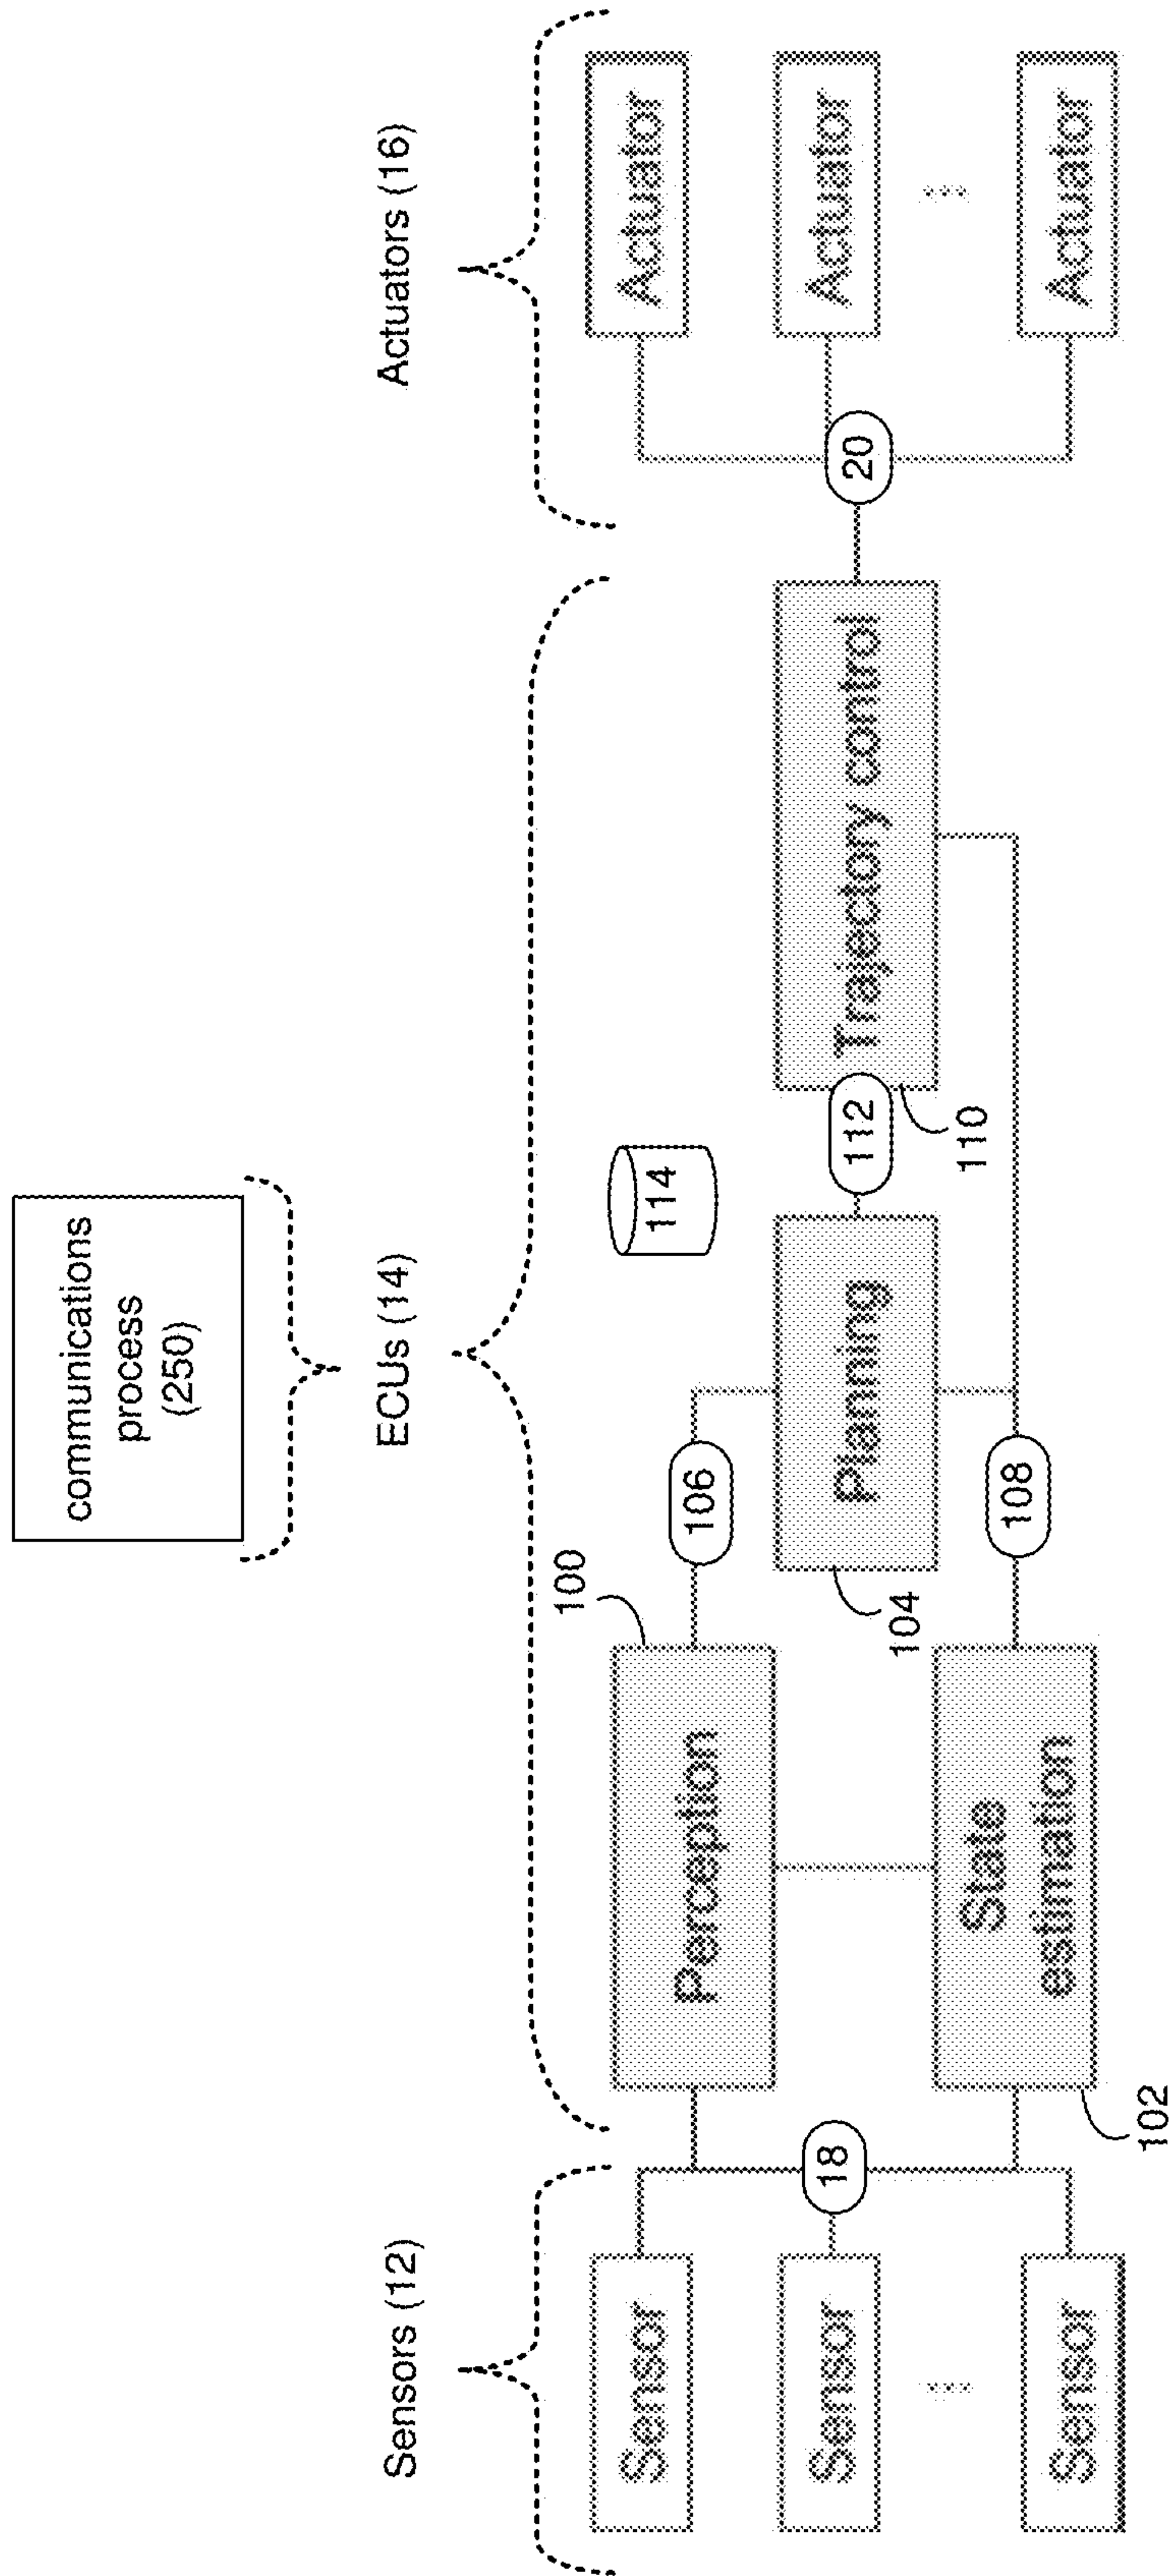 communications
process
(250)
Sensors (12)
ECUs (14)
Actuators (16)
Sensor
Sensor
Sensor
18
Perception
100
State
estimation
102
106
108
Planning
104
114
112
Trajectory control
110
20
Actuator
Actuator
Actuator